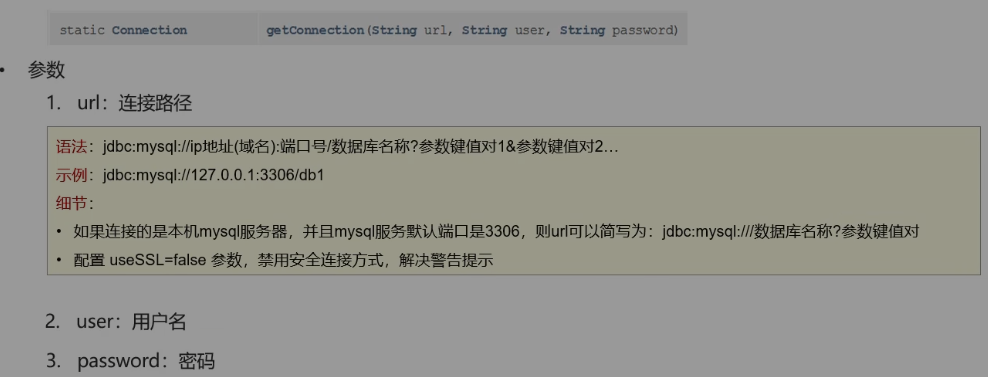 static Connection getConnection(String url, String user, String password)
• 参数
1. url：连接路径
语法：jdbc:mysql://ip地址(域名):端口号/数据库名称?参数键值对1&参数键值对2…
示例：jdbc:mysql://127.0.0.1:3306/db1
细节：
• 如果连接的是本机mysql服务器，并且mysql服务默认端口是3306，则url可以简写为：jdbc:mysql:///数据库名称?参数键值对
• 配置 useSSL=false 参数，禁用安全连接方式，解决警告提示
2. user：用户名
3. password：密码